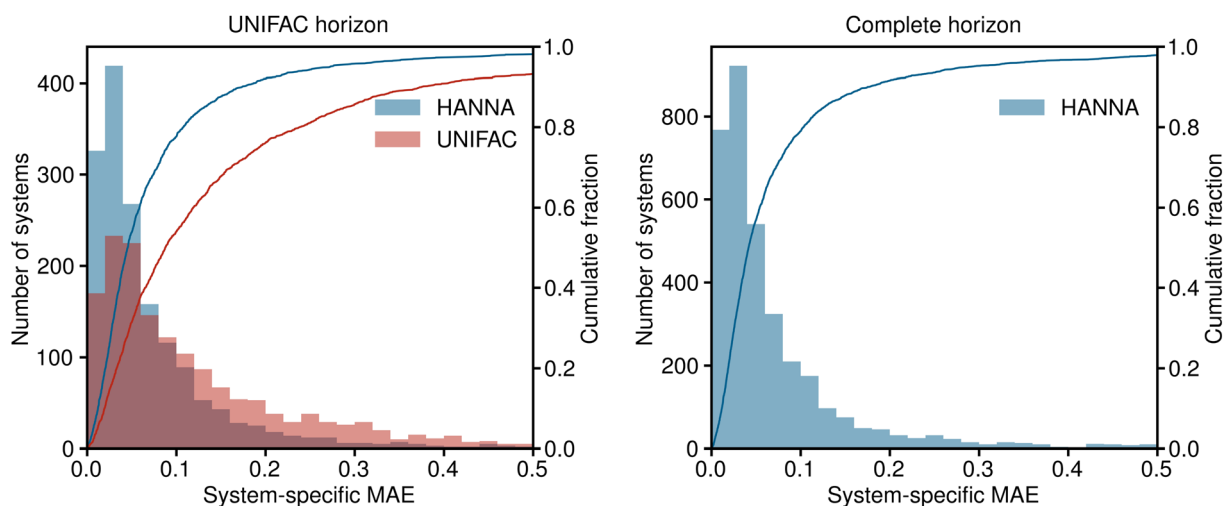 UNIFAC horizon
Number of systems
400
300
200
100
0
HANNA
UNIFAC
1.0
0.8
0.6
0.4
0.2
0.0
Cumulative fraction
0.0 0.1 0.2 0.3 0.4 0.5
System-specific MAE
Complete horizon
Number of systems
800
600
400
200
0
HANNA
1.0
0.8
0.6
0.4
0.2
0.0
Cumulative fraction
0.0 0.1 0.2 0.3 0.4 0.5
System-specific MAE